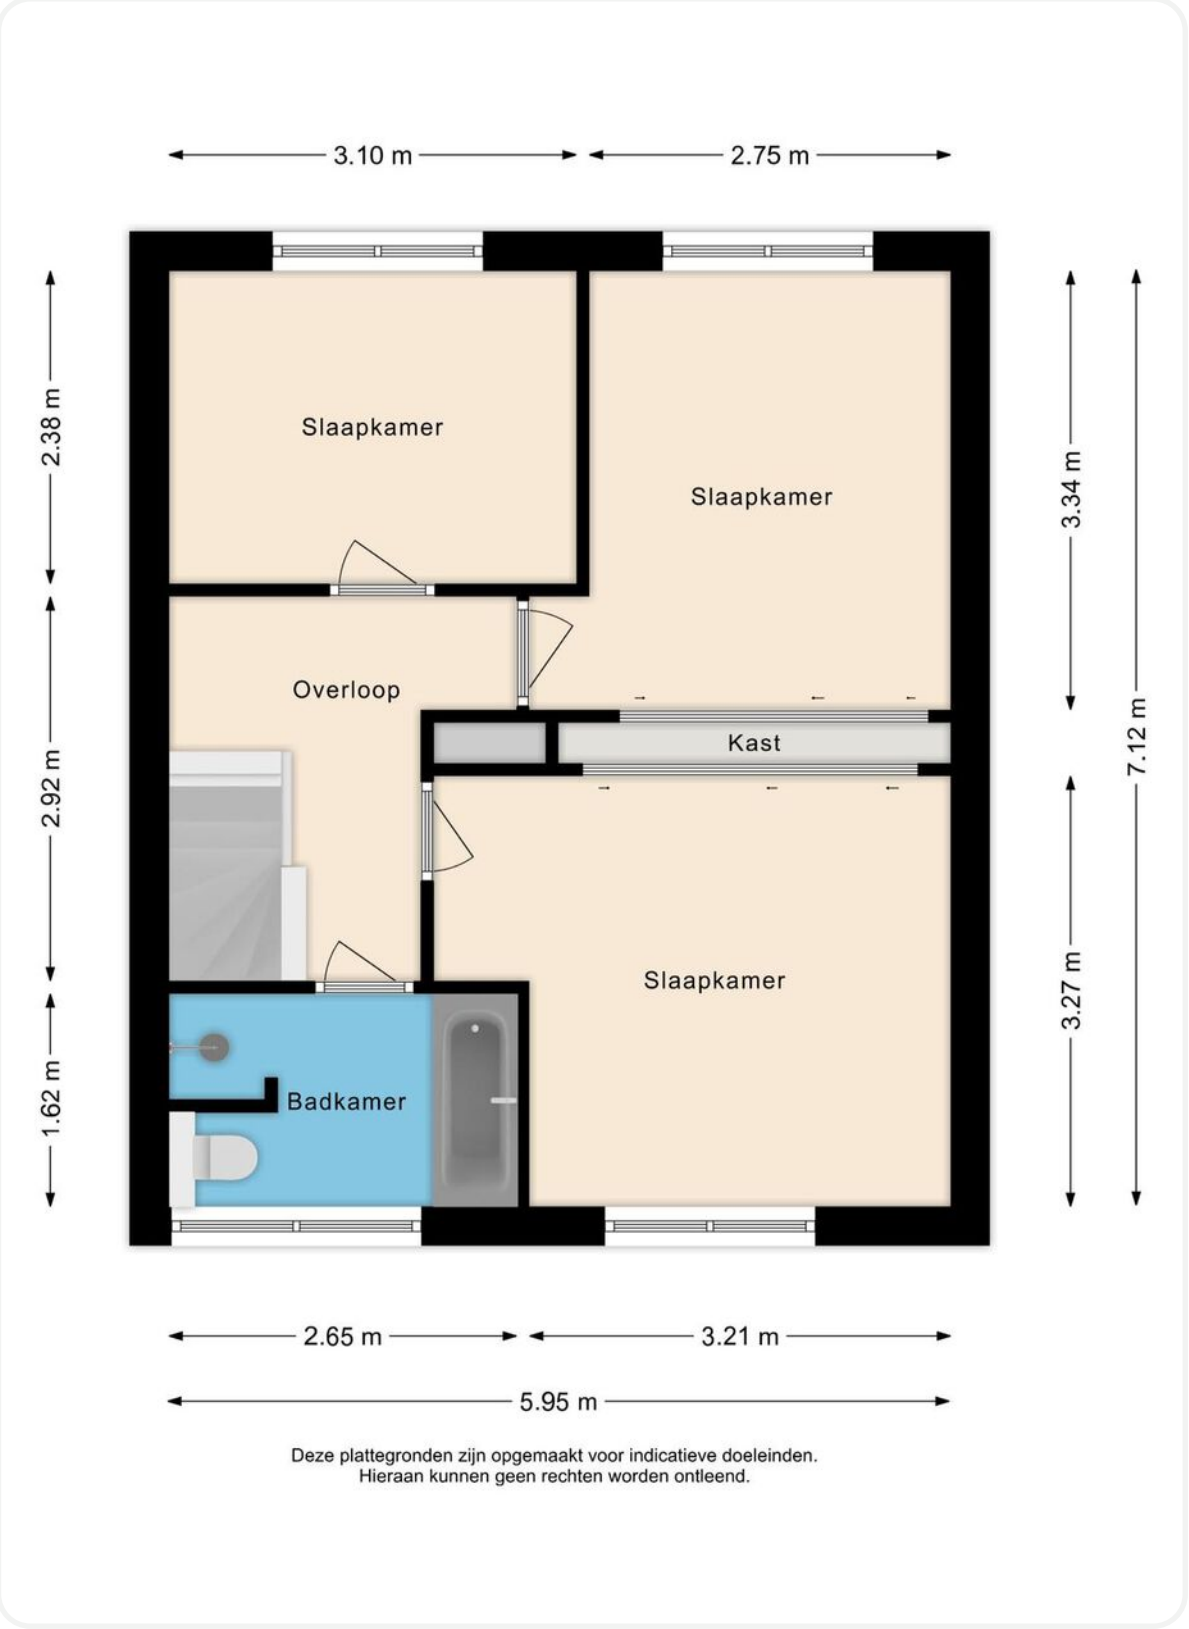 3.10 m
2.75 m
2.38 m
Slaapkamer
3.34 m
Slaapkamer
Overloop
7.12 m
Kast
2.92 m
Slaapkamer
3.27 m
1.62 m
Badkamer
2.65 m
3.21 m
5.95 m
Deze plattegronden zijn opgemaakt voor indicatieve doeleinden.
Hieraan kunnen geen rechten worden ontleend.